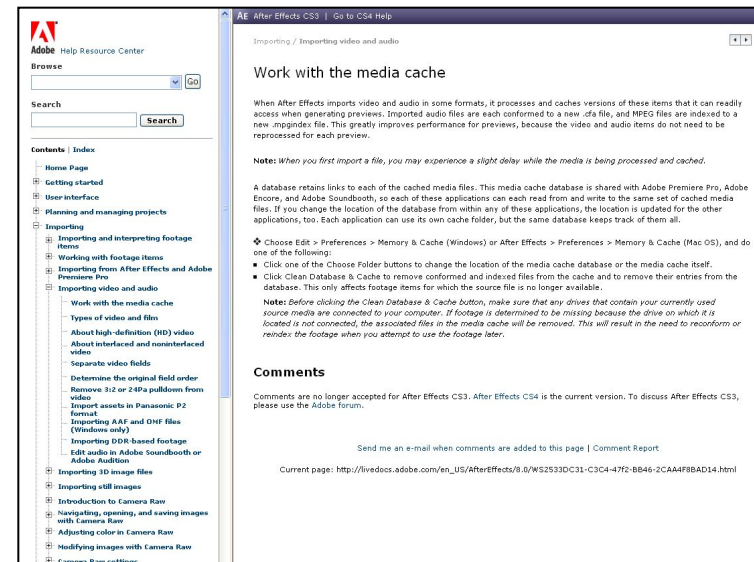 Adobe Help Resource Center
Browse
Go
Search
Search
Contents | Index
Home Page
Getting started
User interface
Planning and managing projects
Importing
Importing and interpreting footage
items
Working with footage items
Importing from After Effects and Adobe
Premiere Pro
Importing video and audio
Work with the media cache
Types of video and film
About high-definition (HD) video
About interlaced and noninterlaced
video
Separate video fields
Determine the original field order
Remove 3:2 or 24Pa pulldown from
video
Import assets in Panasonic P2
format
Importing AAF and OMF files
(Windows only)
Importing DDR-based footage
Edit audio in Adobe Soundbooth or
Adobe Audition
Importing 3D image files
Importing still images
Introduction to Camera Raw
Navigating, opening, and saving images
with Camera Raw
Adjusting color in Camera Raw
Modifying images with Camera Raw
Camera Raw settings
AE After Effects CS3 | Go to CS4 Help
Importing / Importing video and audio
Work with the media cache
When After Effects imports video and audio in some formats, it processes and caches versions of these items that it can readily
access when generating previews. Imported audio files are each conformed to a new .cfa file, and MPEG files are indexed to a
new .mpgindex file. This greatly improves performance for previews, because the video and audio items do not need to be
reprocessed for each preview.
Note: When you first import a file, you may experience a slight delay while the media is being processed and cached.
A database retains links to each of the cached media files. This media cache database is shared with Adobe Premiere Pro, Adobe
Encore, and Adobe Soundbooth, so each of these applications can each read from and write to the same set of cached media
files. If you change the location of the database from within any of these applications, the location is updated for the other
applications, too. Each application can use its own cache folder, but the same database keeps track of them all.
❖ Choose Edit > Preferences > Memory & Cache (Windows) or After Effects > Preferences > Memory & Cache (Mac OS), and do
one of the following:
■ Click one of the Choose Folder buttons to change the location of the media cache database or the media cache itself.
■ Click Clean Database & Cache to remove conformed and indexed files from the cache and to remove their entries from the
database. This only affects footage items for which the source file is no longer available.
Note: Before clicking the Clean Database & Cache button, make sure that any drives that contain your currently used
source media are connected to your computer. If footage is determined to be missing because the drive on which it is
located is not connected, the associated files in the media cache will be removed. This will result in the need to reconform or
reindex the footage when you attempt to use the footage later.
Comments
Comments are no longer accepted for After Effects CS3. After Effects CS4 is the current version. To discuss After Effects CS3,
please use the Adobe forum.
Send me an e-mail when comments are added to this page | Comment Report
Current page: http://livedocs.adobe.com/en_US/AfterEffects/8.0/WS2533DC31-C3C4-47f2-BB46-2CAA4F8BAD14.html